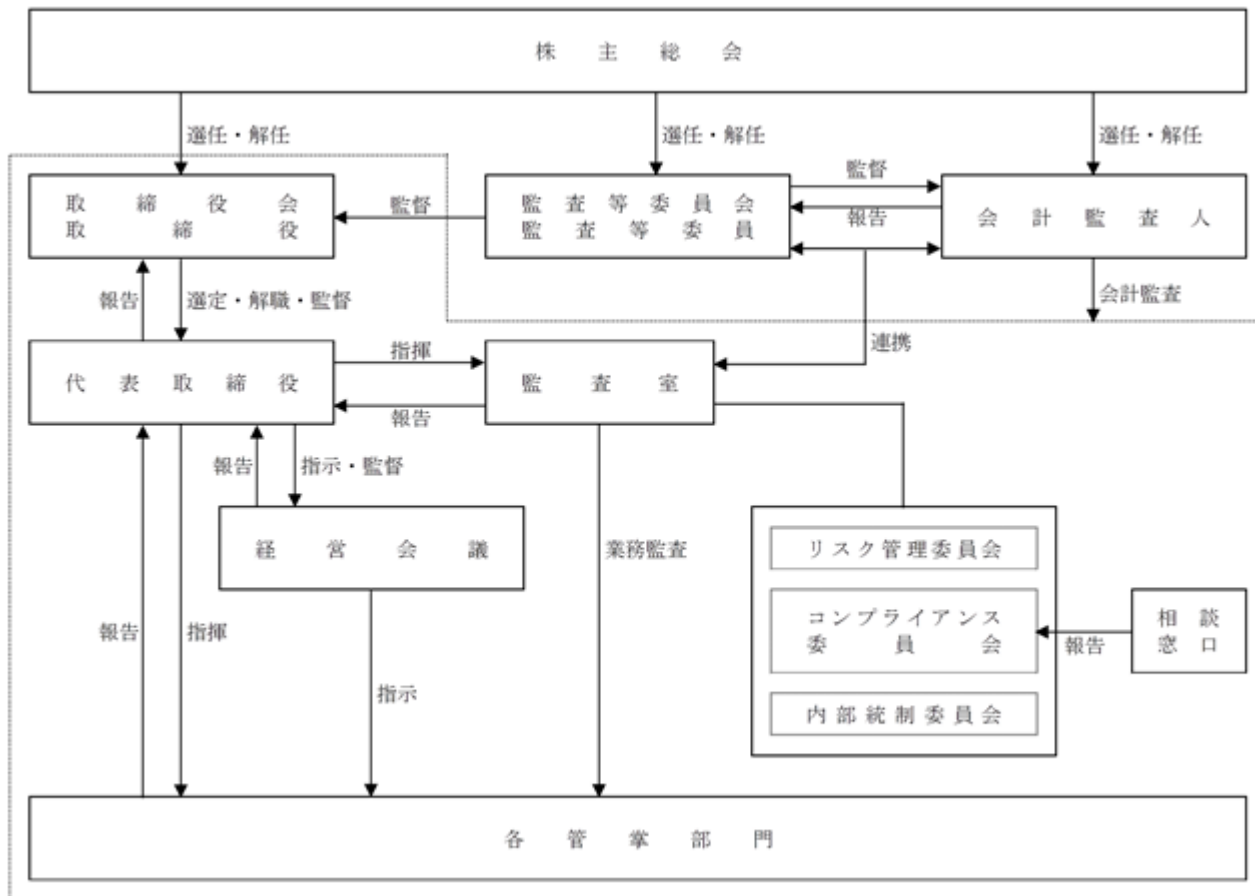 株主総会
選任・解任
選任・解任
選任・解任
取締役会
取締役
監督
監査等委員会
監査等委員
監督
報告
会計監査人
報告
選定・解職・監督
会計監査
連携
代表取締役
指揮
報告
監査室
報告
指示・監督
経営会議
業務監査
リスク管理委員会
コンプライアンス
委員会
報告
相談
窓口
内部統制委員会
報告
指揮
指示
各管掌部門